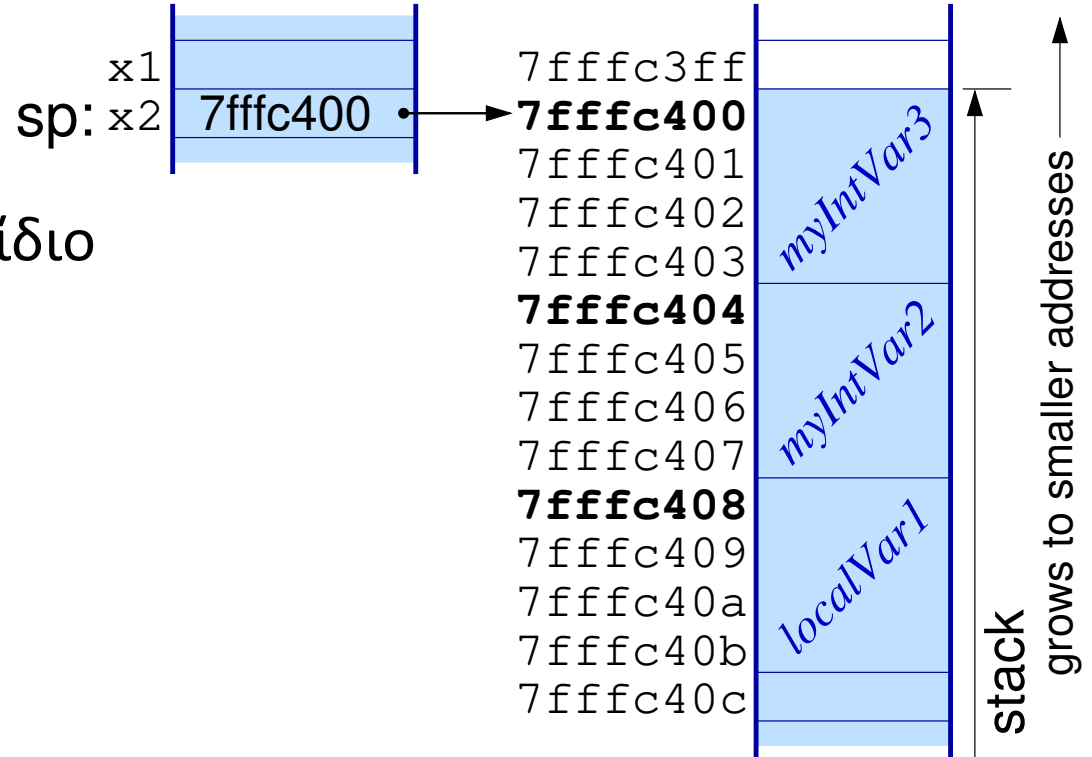 x1
sp: x2 7fffc400
ίδιο
7fffc3ff
7fffc400
7fffc401
7fffc402
7fffc403
7fffc404
7fffc405
7fffc406
7fffc407
7fffc408
7fffc409
7fffc40a
7fffc40b
7fffc40c
myIntVar3
myIntVar2
localVar1
stack
grows to smaller addresses